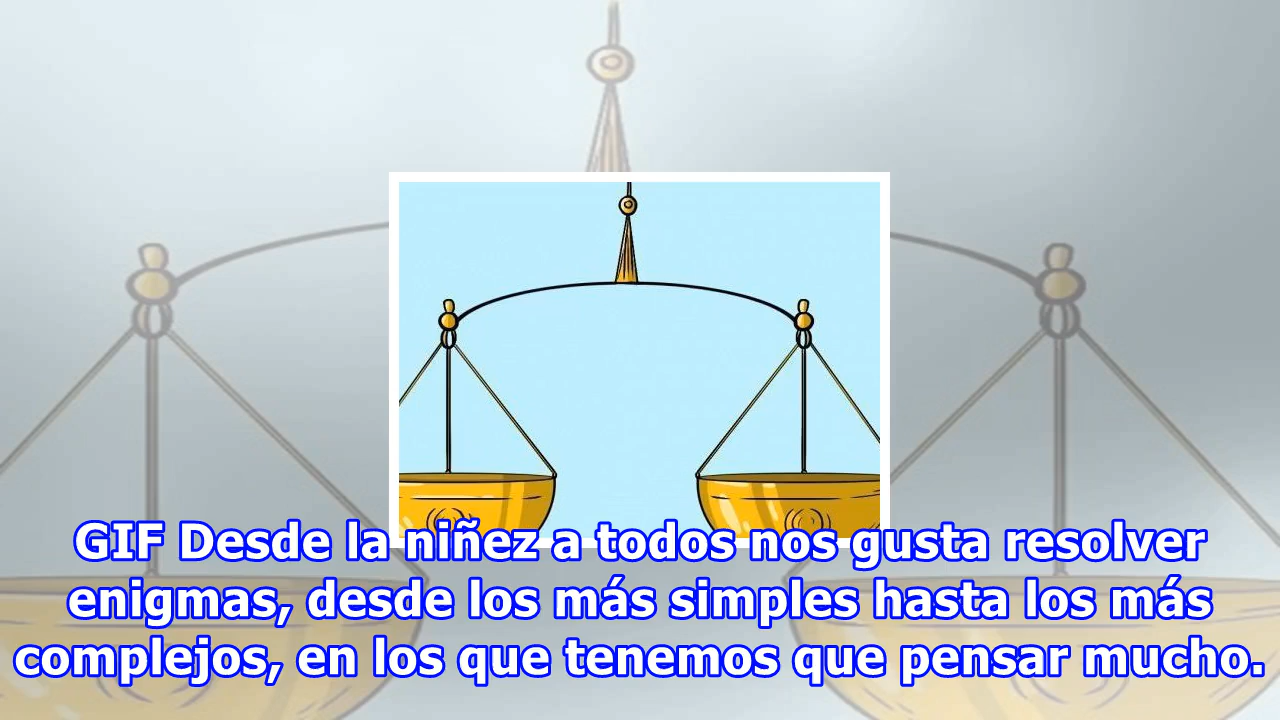 GIF Desde la niñez a todos nos gusta resolver
enigmas, desde los más simples hasta los más
complejos, en los que tenemos que pensar mucho.